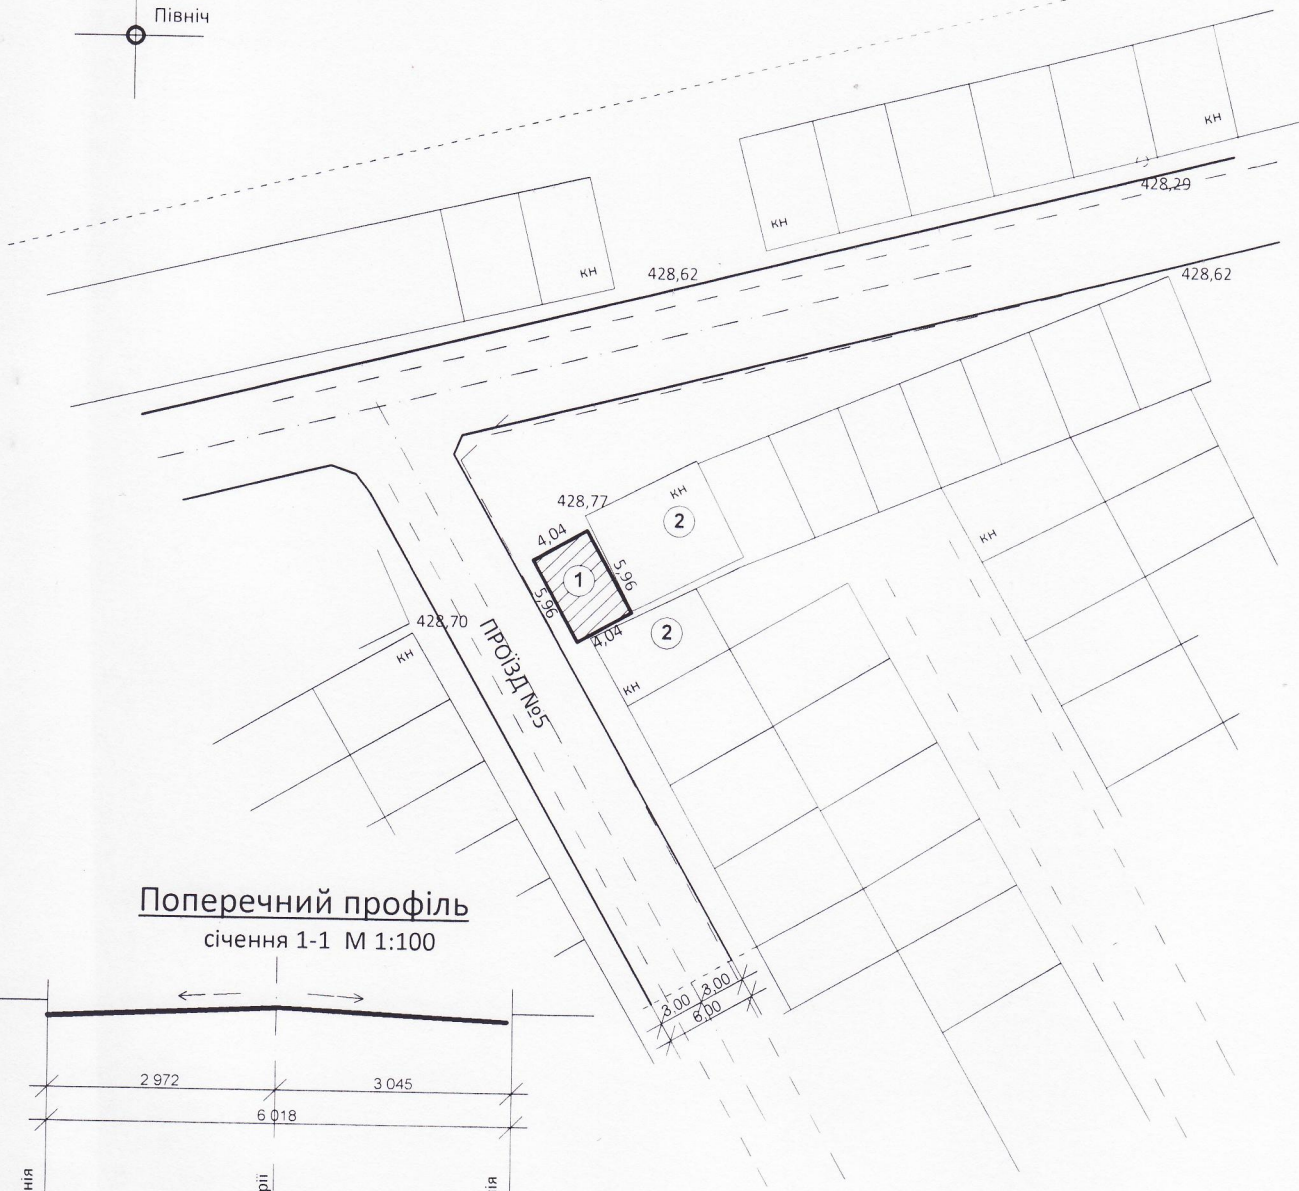 Північ
кн
428,29
кн
кн
428,62
428,62
кн
428,77
2
кн
4,04
1
5,96
5,96
428,70
4,04
2
кн
кн
ПРОЇЗД №5
Поперечний профіль
січення 1-1 М 1:100
3,00
3,00
6,00
2 972
3 045
6 018